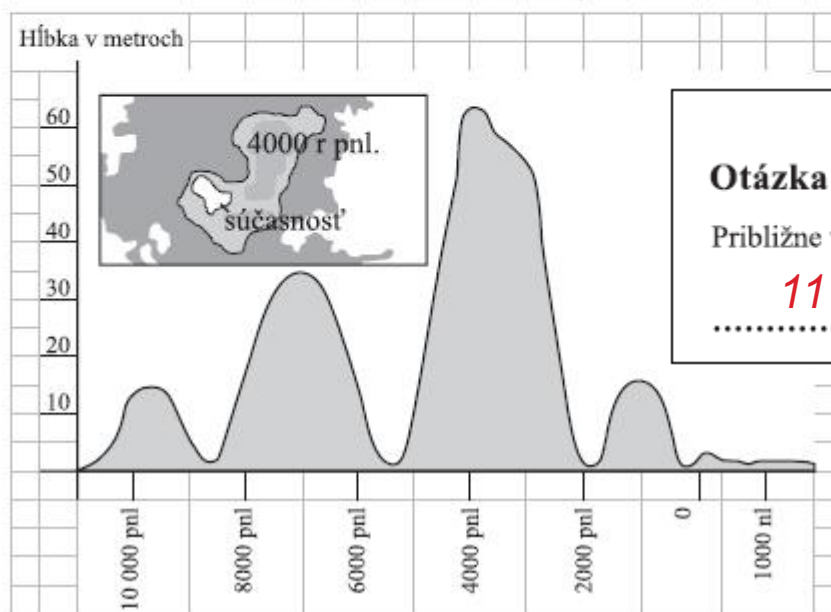 Hĺbka v metroch
60
50
40
30
20
10
4000 r pnl.
súčasnosť
Otázka
Približne
11
10 000 pnl
8000 pnl
6000 pnl
4000 pnl
2000 pnl
0
1000 nl